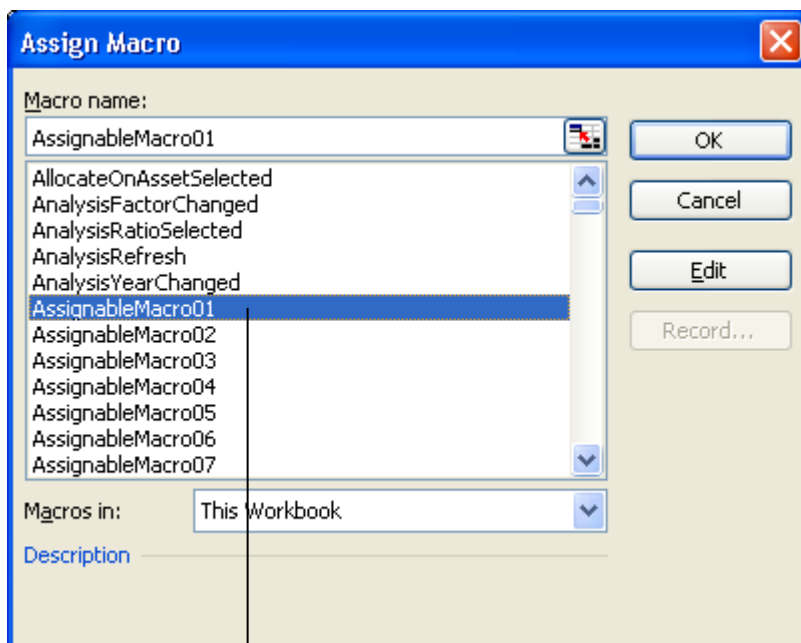 Assign Macro
Macro name:
AssignableMacro01
OK
AllocateOnAssetSelected
AnalysisFactorChanged
AnalysisRatioSelected
AnalysisRefresh
AnalysisYearChanged
AssignableMacro01
AssignableMacro02
AssignableMacro03
AssignableMacro04
AssignableMacro05
AssignableMacro06
AssignableMacro07
Cancel
Edit
Record...
Macros in:
This Workbook
Description